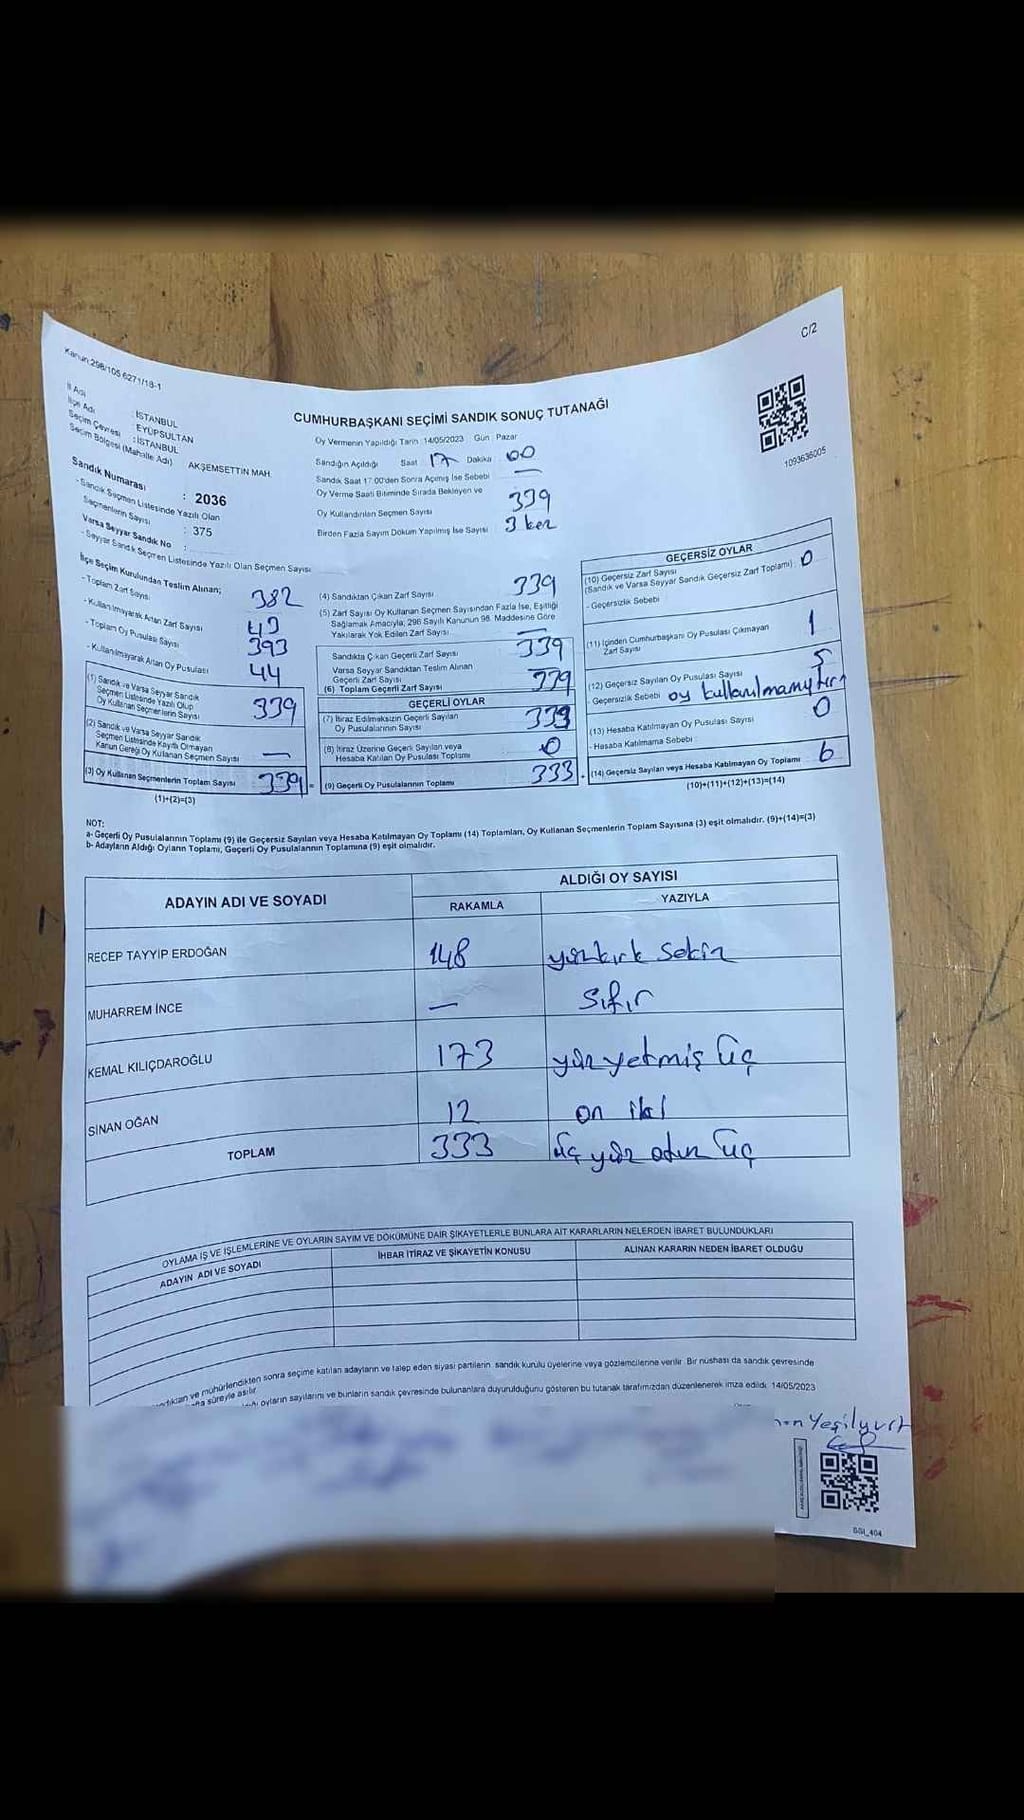 C/2
Kanun:298/105 6271/18-1
İl Adı : İSTANBUL
İlçe Adı : EYÜPSULTAN
Seçim Çevresi : İSTANBUL
Seçim Bölgesi (Mahalle Adı) AKŞEMSETTİN MAH.
Sandık Numarası : 2036
- Sandık Seçmen Listesinde Yazılı Olan
Seçmenlerin Sayısı : 375
Varsa Seyyar Sandık No :
- Seyyar Sandık Seçmen Listesinde Yazılı Olan Seçmen Sayısı
CUMHURBAŞKANI SEÇİMİ SANDIK SONUÇ TUTANAĞI
Oy Vermenin Yapıldığı Tarih : 14/05/2023 Gün : Pazar
Sandığın Açıldığı Saat 17 Dakika 00
Sandık Saat 17:00'den Sonra Açılmış İse Sebebi —
Oy Verme Saati Bitiminde Sırada Bekleyen ve
Oy Kullandırılan Seçmen Sayısı 339
Birden Fazla Sayım Döküm Yapılmış İse Sayısı 3 kez
1093636005
İlçe Seçim Kurulundan Teslim Alınan;
- Toplam Zarf Sayısı 382
- Kullanılmayarak Artan Zarf Sayısı 43
- Toplam Oy Pusulası Sayısı 393
- Kullanılmayarak Artan Oy Pusulası 44
(1) Sandık ve Varsa Seyyar Sandık
Seçmen Listesinde Yazılı Olup
Oy Kullanan Seçmenlerin Sayısı 339
(2) Sandık ve Varsa Seyyar Sandık
Seçmen Listesinde Kayıtlı Olmayan
Kanun Gereği Oy Kullanan Seçmen Sayısı —
(3) Oy Kullanan Seçmenlerin Toplam Sayısı 339 =
(1)+(2)=(3)
(4) Sandıktan Çıkan Zarf Sayısı 339
(5) Zarf Sayısı Oy Kullanan Seçmen Sayısından Fazla İse, Eşitliği
Sağlamak Amacıyla, 298 Sayılı Kanunun 98. Maddesine Göre
Yakılarak Yok Edilen Zarf Sayısı —
Sandıkta Çıkan Geçerli Zarf Sayısı 339
Varsa Seyyar Sandıktan Teslim Alınan
Geçerli Zarf Sayısı
(6) Toplam Geçerli Zarf Sayısı 339
GEÇERLİ OYLAR
(7) İtiraz Edilmeksizin Geçerli Sayılan
Oy Pusulalarının Sayısı 333
(8) İtiraz Üzerine Geçerli Sayılan veya
Hesaba Katılan Oy Pusulası Toplamı 0
(9) Geçerli Oy Pusulalarının Toplamı 333 +
GEÇERSİZ OYLAR
(10) Geçersiz Zarf Sayısı
(Sandık ve Varsa Seyyar Sandık Geçersiz Zarf Toplamı) : 0
- Geçersizlik Sebebi
(11) İçinden Cumhurbaşkanı Oy Pusulası Çıkmayan
Zarf Sayısı 1
(12) Geçersiz Sayılan Oy Pusulası Sayısı 5
- Geçersizlik Sebebi oy kullanılmamıştır
(13) Hesaba Katılmayan Oy Pusulası Sayısı 0
- Hesaba Katılmama Sebebi :
(14) Geçersiz Sayılan veya Hesaba Katılmayan Oy Toplamı 6
(10)+(11)+(12)+(13)=(14)
NOT:
a- Geçerli Oy Pusulalarının Toplamı (9) ile Geçersiz Sayılan veya Hesaba Katılmayan Oy Toplamı (14) Toplamları, Oy Kullanan Seçmenlerin Toplam Sayısına (3) eşit olmalıdır. (9)+(14)=(3)
b- Adayların Aldığı Oyların Toplamı, Geçerli Oy Pusulalarının Toplamına (9) eşit olmalıdır.
ADAYIN ADI VE SOYADI
ALDIĞI OY SAYISI
RAKAMLA YAZIYLA
RECEP TAYYİP ERDOĞAN 148 yüzkırk sekiz
MUHARREM İNCE — sıfır
KEMAL KILIÇDAROĞLU 173 yüz yetmiş üç
SİNAN OĞAN 12 on iki
TOPLAM 333 üç yüz otuz üç
OYLAMA İŞ VE İŞLEMLERİNE VE OYLARIN SAYIM VE DÖKÜMÜNE DAİR ŞİKAYETLERLE BUNLARA AİT KARARLARIN NELERDEN İBARET BULUNDUKLARI
ADAYIN ADI VE SOYADI İHBAR İTİRAZ VE ŞİKAYETİN KONUSU ALINAN KARARIN NEDEN İBARET OLDUĞU
ve mühürlendikten sonra seçime katılan adayların ve talep eden siyasi partilerin sandık kurulu üyelerine veya gözlemcilerine verilir. Bir nüshası da sandık çevresinde
süreyle asılır.
oyların sayılarını ve bunların sandık çevresinde bulunanlara duyurulduğunu gösteren bu tutanak tarafımızdan düzenlenerek imza edildi. 14/05/2023
Yeşilyurt